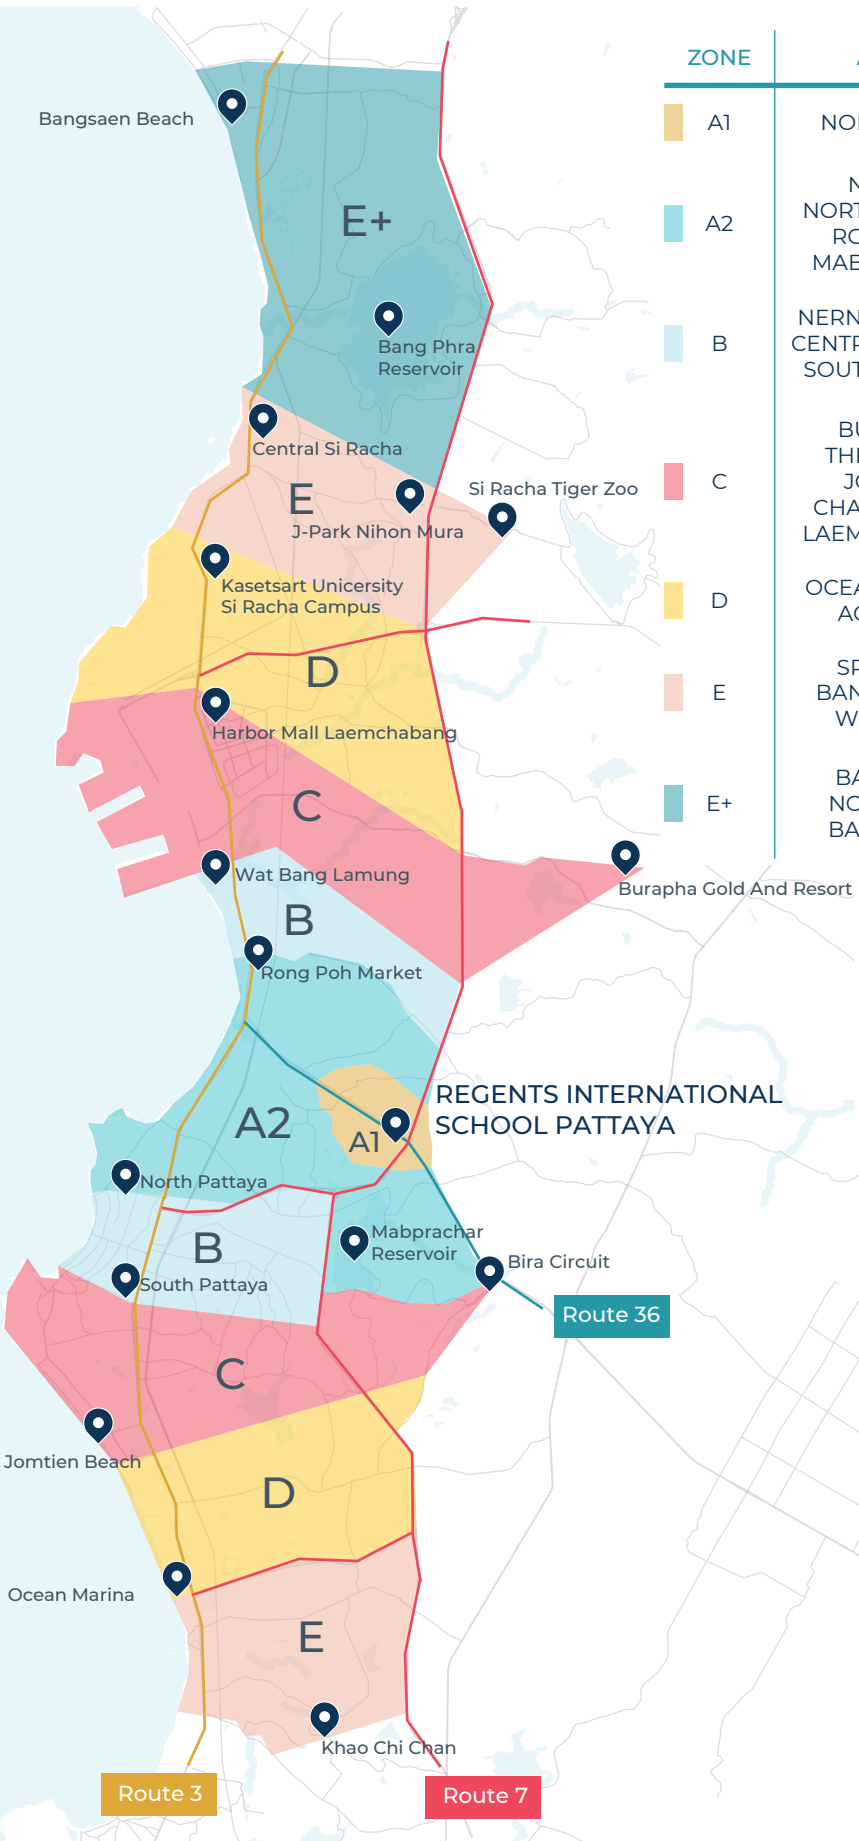 Bangsaen Beach
E+
Bang Phra
Reservoir
Central Si Racha
E
J-Park Nihon Mura
Si Racha Tiger Zoo
Kasetsart Unicersity
Si Racha Campus
D
Harbor Mall Laemchabang
C
Wat Bang Lamung
B
Burapha Gold And Resort
Rong Poh Market
REGENTS INTERNATIONAL
SCHOOL PATTAYA
A2
A1
North Pattaya
Mabprachar
Reservoir
B
South Pattaya
Bira Circuit
Route 36
C
Jomtien Beach
D
Ocean Marina
E
Khao Chi Chan
Route 3
Route 7
ZONE
A1
A2
B
C
D
E
E+